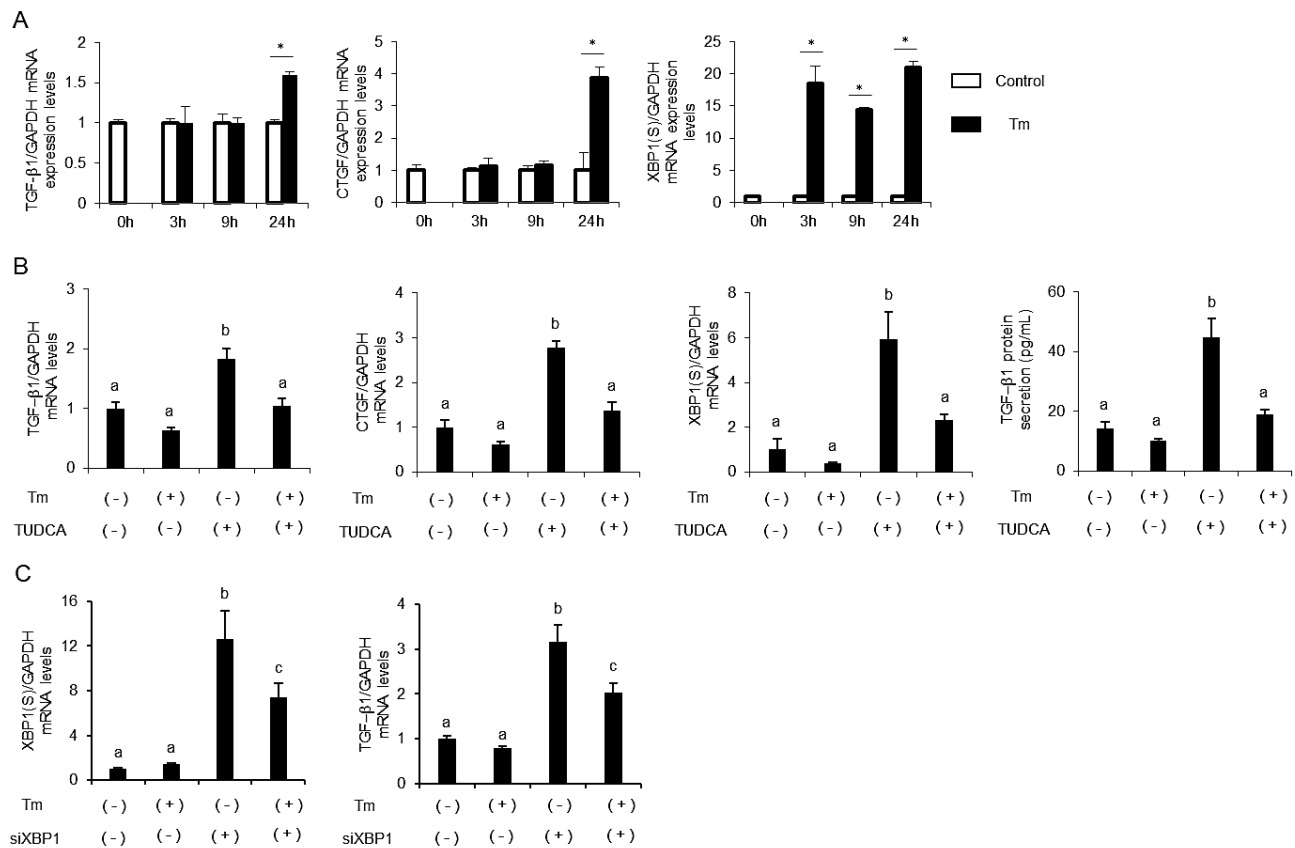 A
TGF-β1/GAPDH mRNA
expression levels
2
1.5
1
0.5
0
*
0h 3h 9h 24h
CTGF/GAPDH mRNA
expression levels
5
4
3
2
1
0
*
0h 3h 9h 24h
XBP1(S)/GAPDH
mRNA expression
levels
25
20
15
10
5
0
* * *
0h 3h 9h 24h
Control
Tm
B
TGF-β1/GAPDH
mRNA levels
3
2
1
0
a a b a
Tm (-) (+) (-) (+)
TUDCA (-) (-) (+) (+)
CTGF/GAPDH
mRNA levels
4
3
2
1
0
a a b a
Tm (-) (+) (-) (+)
TUDCA (-) (-) (+) (+)
XBP1(S)/GAPDH
mRNA levels
8
6
4
2
0
a a b a
Tm (-) (+) (-) (+)
TUDCA (-) (-) (+) (+)
TGF-β1 protein
secretion (pg/mL)
60
40
20
0
a a b a
Tm (-) (+) (-) (+)
TUDCA (-) (-) (+) (+)
C
XBP1(S)/GAPDH
mRNA levels
16
12
8
4
0
a a b c
Tm (-) (+) (-) (+)
siXBP1 (-) (-) (+) (+)
TGF-β1/GAPDH
mRNA levels
4
3
2
1
0
a a b c
Tm (-) (+) (-) (+)
siXBP1 (-) (-) (+) (+)